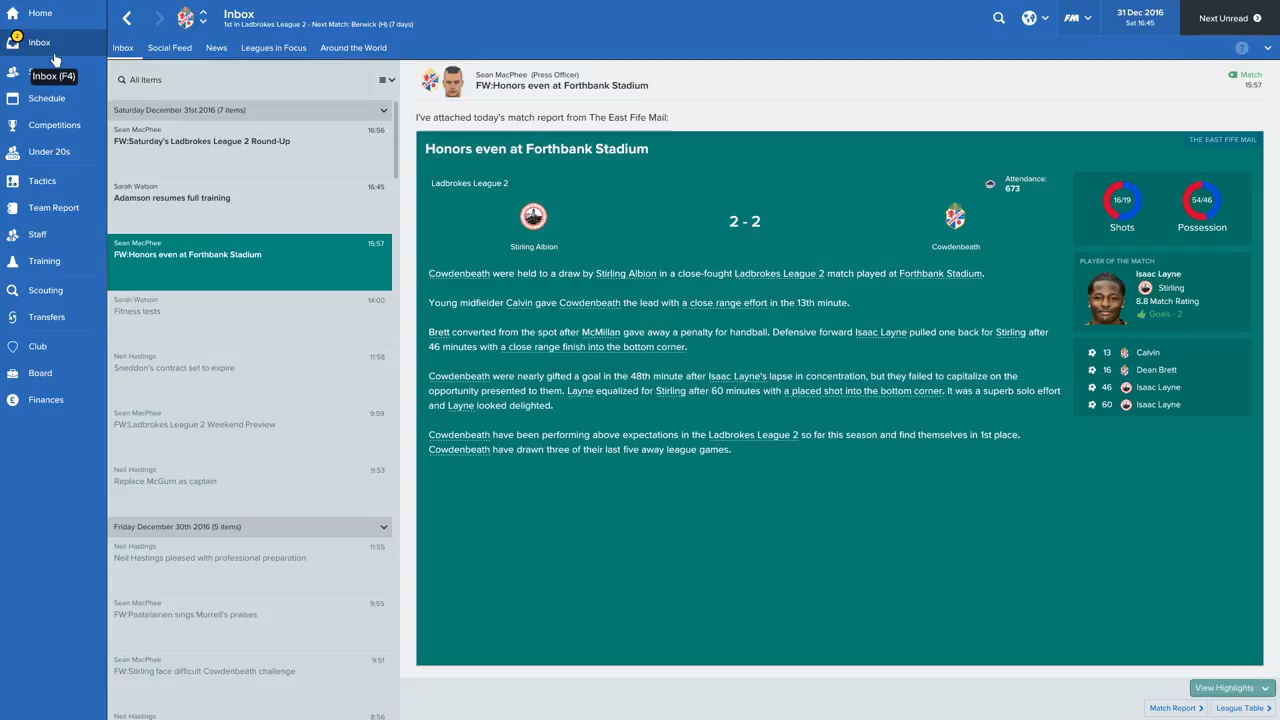 Home
2
Inbox
Inbox (F4)
Schedule
Competitions
Under 20s
Tactics
Team Report
Staff
Training
Scouting
Transfers
Club
Board
Finances
Inbox
1st in Ladbrokes League 2 - Next Match: Berwick (H) (7 days)
FM
31 Dec 2016
Sat 16:45
Next Unread
Inbox
Social Feed
News
Leagues in Focus
Around the World
?
All Items
Saturday December 31st 2016 (7 items)
Sean MacPhee 16:56
FW:Saturday's Ladbrokes League 2 Round-Up
Sarah Watson 16:45
Adamson resumes full training
Sean MacPhee 15:57
FW:Honors even at Forthbank Stadium
Sarah Watson 14:00
Fitness tests
Neil Hastings 11:58
Sneddon's contract set to expire
Sean MacPhee 9:59
FW:Ladbrokes League 2 Weekend Preview
Neil Hastings 9:53
Replace McGurn as captain
Friday December 30th 2016 (5 items)
Neil Hastings 11:55
Neil Hastings pleased with professional preparation
Sean MacPhee 9:55
FW:Paatelainen sings Murrell's praises
Sean MacPhee 9:51
FW:Stirling face difficult Cowdenbeath challenge
Neil Hastings 8:56
Sean MacPhee (Press Officer)
FW:Honors even at Forthbank Stadium
Match
15:57
I've attached today's match report from The East Fife Mail:
THE EAST FIFE MAIL
Honors even at Forthbank Stadium
Ladbrokes League 2
Attendance:
673
2 - 2
Stirling Albion
Cowdenbeath
Cowdenbeath were held to a draw by Stirling Albion in a close-fought Ladbrokes League 2 match played at Forthbank Stadium.
Young midfielder Calvin gave Cowdenbeath the lead with a close range effort in the 13th minute.
Brett converted from the spot after McMillan gave away a penalty for handball. Defensive forward Isaac Layne pulled one back for Stirling after
46 minutes with a close range finish into the bottom corner.
Cowdenbeath were nearly gifted a goal in the 48th minute after Isaac Layne's lapse in concentration, but they failed to capitalize on the
opportunity presented to them. Layne equalized for Stirling after 60 minutes with a placed shot into the bottom corner. It was a superb solo effort
and Layne looked delighted.
Cowdenbeath have been performing above expectations in the Ladbrokes League 2 so far this season and find themselves in 1st place.
Cowdenbeath have drawn three of their last five away league games.
16/19
Shots
54/46
Possession
PLAYER OF THE MATCH
Isaac Layne
Stirling
8.8 Match Rating
Goals - 2
13 Calvin
16 Dean Brett
46 Isaac Layne
60 Isaac Layne
View Highlights
Match Report
League Table